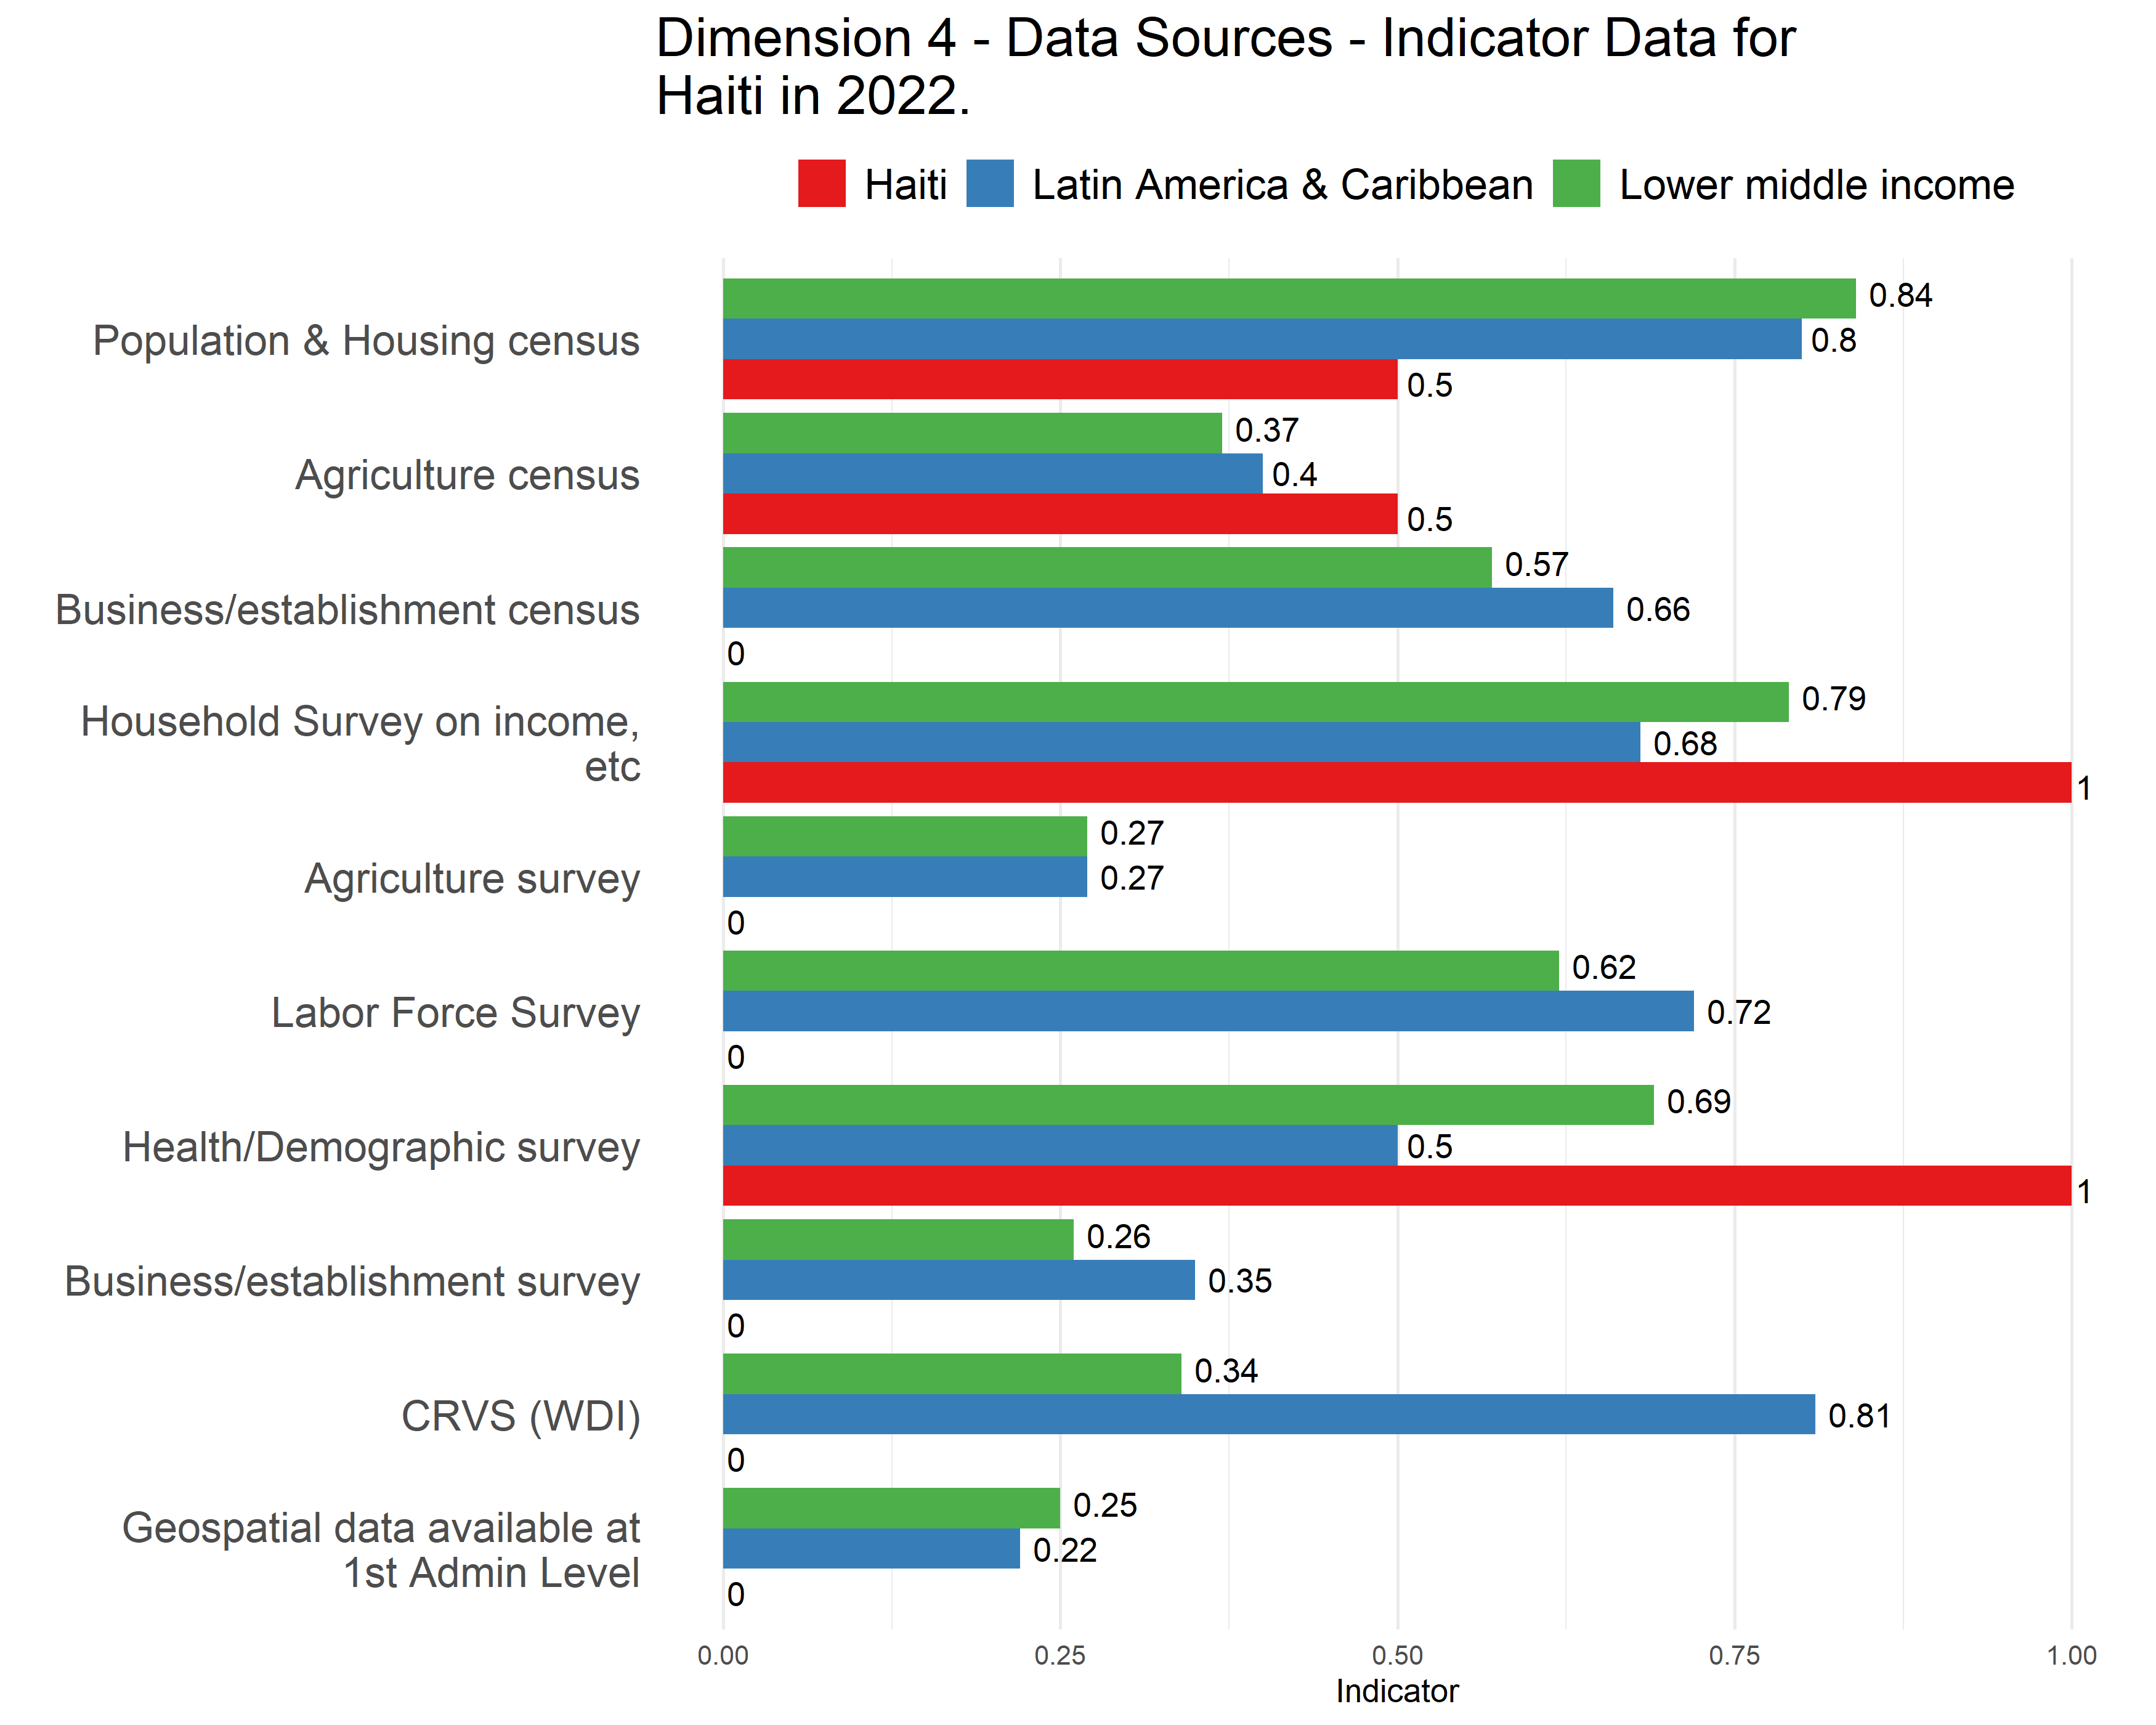 Dimension 4 - Data Sources - Indicator Data for
Haiti in 2022.
Haiti Latin America & Caribbean Lower middle income
Population & Housing census
0.84
0.8
0.5
Agriculture census
0.37
0.4
0.5
Business/establishment census
0.57
0.66
0
Household Survey on income,
etc
0.79
0.68
1
Agriculture survey
0.27
0.27
0
Labor Force Survey
0.62
0.72
0
Health/Demographic survey
0.69
0.5
1
Business/establishment survey
0.26
0.35
0
CRVS (WDI)
0.34
0.81
0
Geospatial data available at
1st Admin Level
0.25
0.22
0
0.00 0.25 0.50 0.75 1.00
Indicator